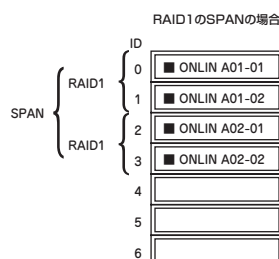 RAID1のSPANの場合
ID
0 ■ ONLIN A01-01
RAID1
1 ■ ONLIN A01-02
SPAN
2 ■ ONLIN A02-01
RAID1
3 ■ ONLIN A02-02
4
5
6